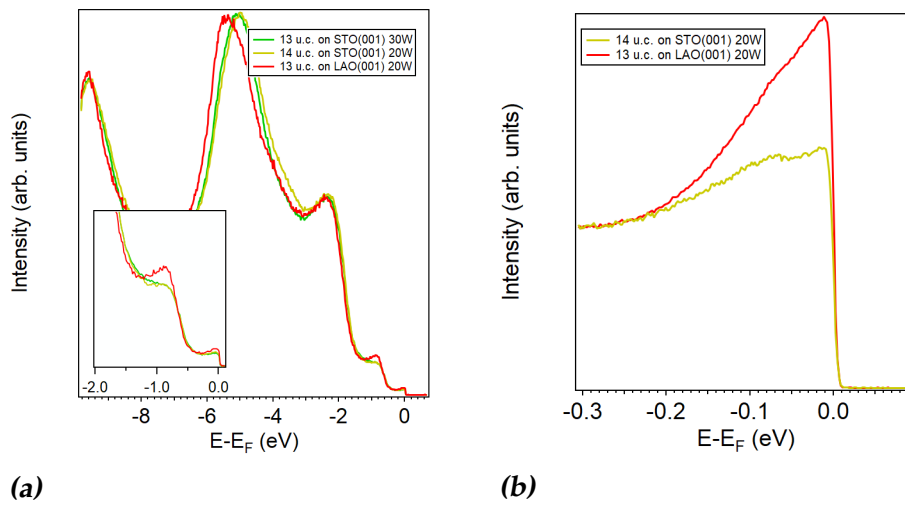 Intensity (arb. units)
13 u.c. on STO(001) 30W
14 u.c. on STO(001) 20W
13 u.c. on LAO(001) 20W
-2.0 -1.0 0.0
-8 -6 -4 -2 0
E-EF (eV)
(a)
Intensity (arb. units)
14 u.c. on STO(001) 20W
13 u.c. on LAO(001) 20W
-0.3 -0.2 -0.1 0.0
E-EF (eV)
(b)